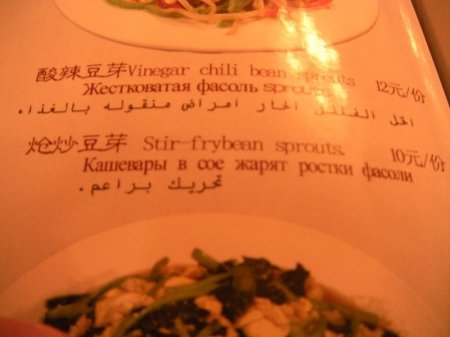 酸辣豆芽Vinegar chili bean sprouts 12元/份
Жестковатая фасоль sprouts
الخل الفلفل الحار امراض منقوله بالغذاء
炝炒豆芽 Stir-frybean sprouts. 10元/份
Кашевары в сое жарят ростки фасоли
تحريك براعم.